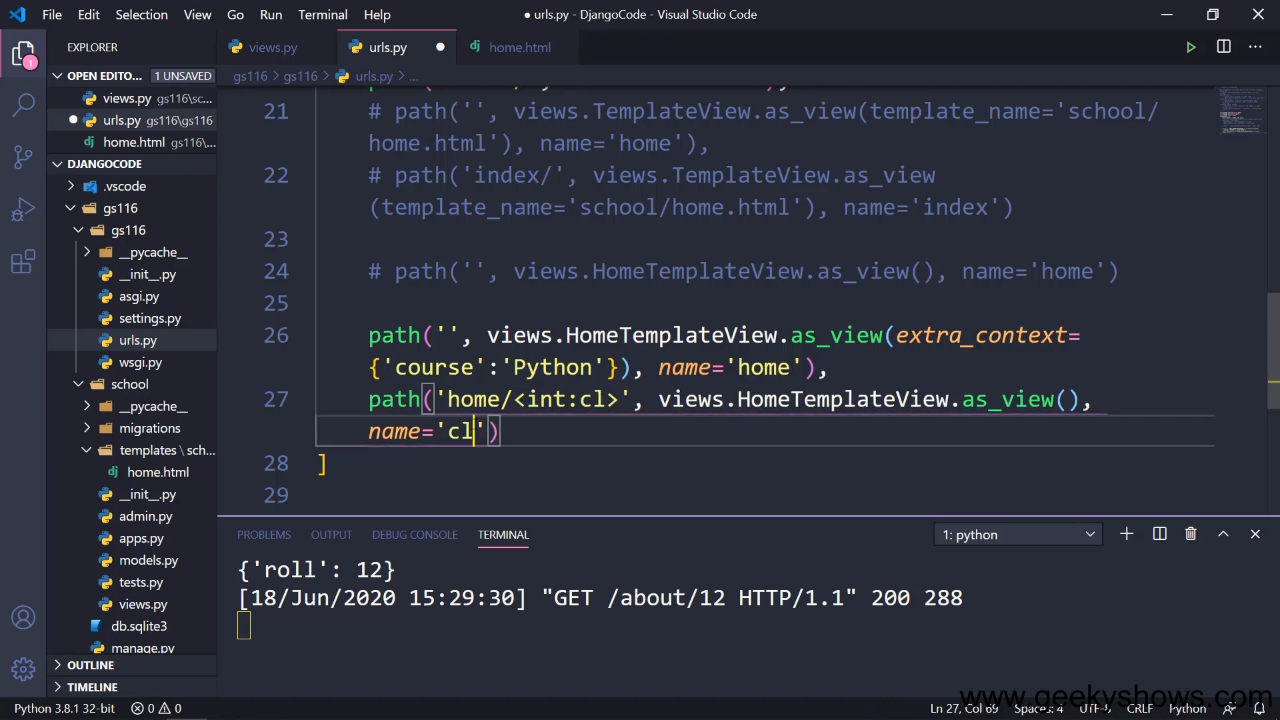 File Edit Selection View Go Run Terminal Help
● urls.py - DjangoCode - Visual Studio Code
EXPLORER
views.py urls.py home.html
OPEN EDITO... 1 UNSAVED
gs116 > gs116 > urls.py > ...
views.py gs116\sc...
urls.py gs116\gs116
home.html gs116\...
DJANGOCODE
.vscode
gs116
gs116
__pycache__
__init__.py
asgi.py
settings.py
urls.py
wsgi.py
school
__pycache__
migrations
templates \ sch...
home.html
__init__.py
admin.py
apps.py
models.py
tests.py
views.py
db.sqlite3
manage.py
OUTLINE
TIMELINE
21 # path('', views.TemplateView.as_view(template_name='school/
home.html'), name='home'),
22 # path('index/', views.TemplateView.as_view
(template_name='school/home.html'), name='index')
23
24 # path('', views.HomeTemplateView.as_view(), name='home')
25
26 path('', views.HomeTemplateView.as_view(extra_context=
{'course':'Python'}), name='home'),
27 path('home/<int:cl>', views.HomeTemplateView.as_view(),
name='cl')
28 ]
29
PROBLEMS OUTPUT DEBUG CONSOLE TERMINAL 1: python
{'roll': 12}
[18/Jun/2020 15:29:30] "GET /about/12 HTTP/1.1" 200 288
www.geekyshows.com
1
Python 3.8.1 32-bit 0 0 Ln 27, Col 69 Spaces: 4 UTF-8 CRLF Python